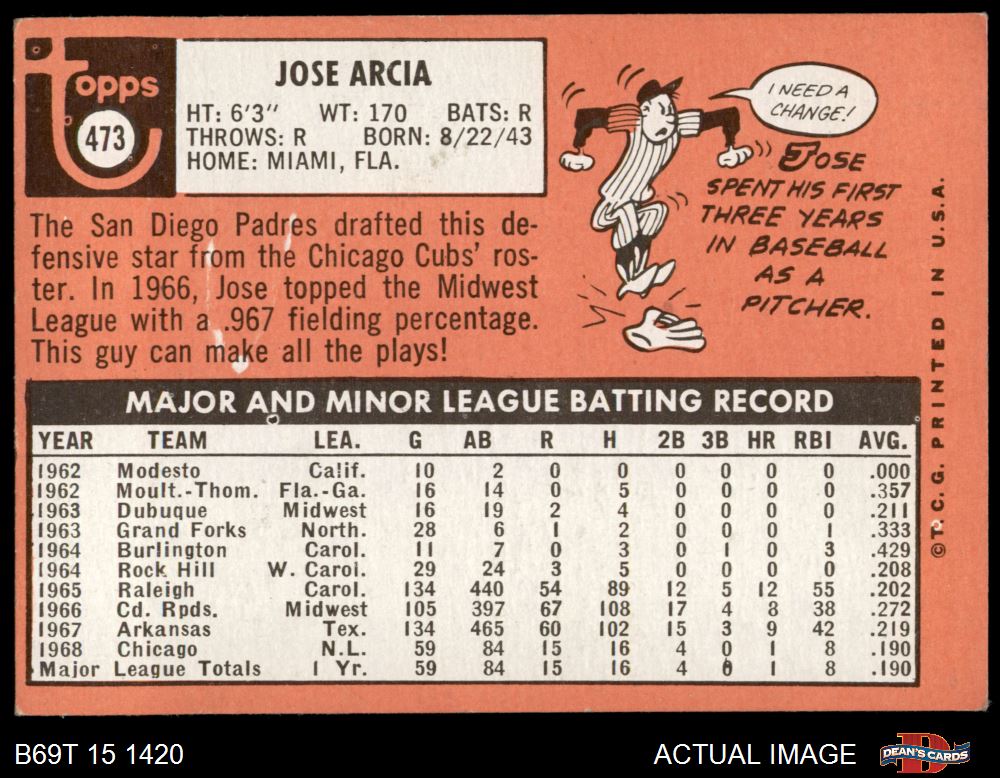 Topps
473
JOSE ARCIA
HT: 6'3" WT: 170 BATS: R
THROWS: R BORN: 8/22/43
HOME: MIAMI, FLA.
The San Diego Padres drafted this de-
fensive star from the Chicago Cubs' ros-
ter. In 1966, Jose topped the Midwest
League with a .967 fielding percentage.
This guy can make all the plays!
I NEED A
CHANGE!
JOSE
SPENT HIS FIRST
THREE YEARS
IN BASEBALL
AS A
PITCHER.
MAJOR AND MINOR LEAGUE BATTING RECORD
YEAR TEAM LEA. G AB R H 2B 3B HR RBI AVG.
1962 Modesto Calif. 10 2 0 0 0 0 0 0 .000
1962 Moult.-Thom. Fla.-Ga. 16 14 0 5 0 0 0 0 .357
1963 Dubuque Midwest 16 19 2 4 0 0 0 0 .211
1963 Grand Forks North. 28 6 1 2 0 0 0 1 .333
1964 Burlington Carol. 11 7 0 3 0 1 0 3 .429
1964 Rock Hill W. Carol. 29 24 3 5 0 0 0 0 .208
1965 Raleigh Carol. 134 440 54 89 12 5 12 55 .202
1966 Cd. Rpds. Midwest 105 397 67 108 17 4 8 38 .272
1967 Arkansas Tex. 134 465 60 102 15 3 9 42 .219
1968 Chicago N.L. 59 84 15 16 4 0 1 8 .190
Major League Totals 1 Yr. 59 84 15 16 4 0 1 8 .190
©T.C.G. PRINTED IN U.S.A.
B69T 15 1420
ACTUAL IMAGE
DEAN'S CARDS